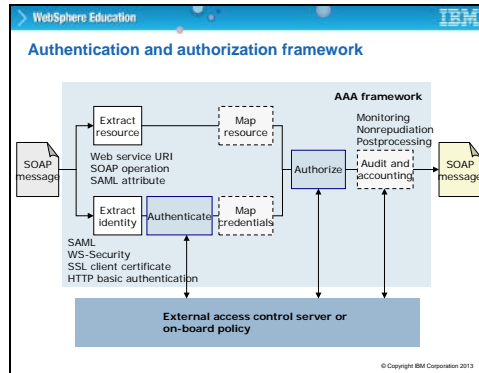 WebSphere Education
IBM
Authentication and authorization framework
AAA framework
Extract
resource
Map
resource
Monitoring
Nonrepudiation
Postprocessing
SOAP
message
Web service URI
SOAP operation
SAML attribute
Authorize
Audit and
accounting
SOAP
message
Extract
identity
Authenticate
Map
credentials
SAML
WS-Security
SSL client certificate
HTTP basic authentication
External access control server or
on-board policy
© Copyright IBM Corporation 2013